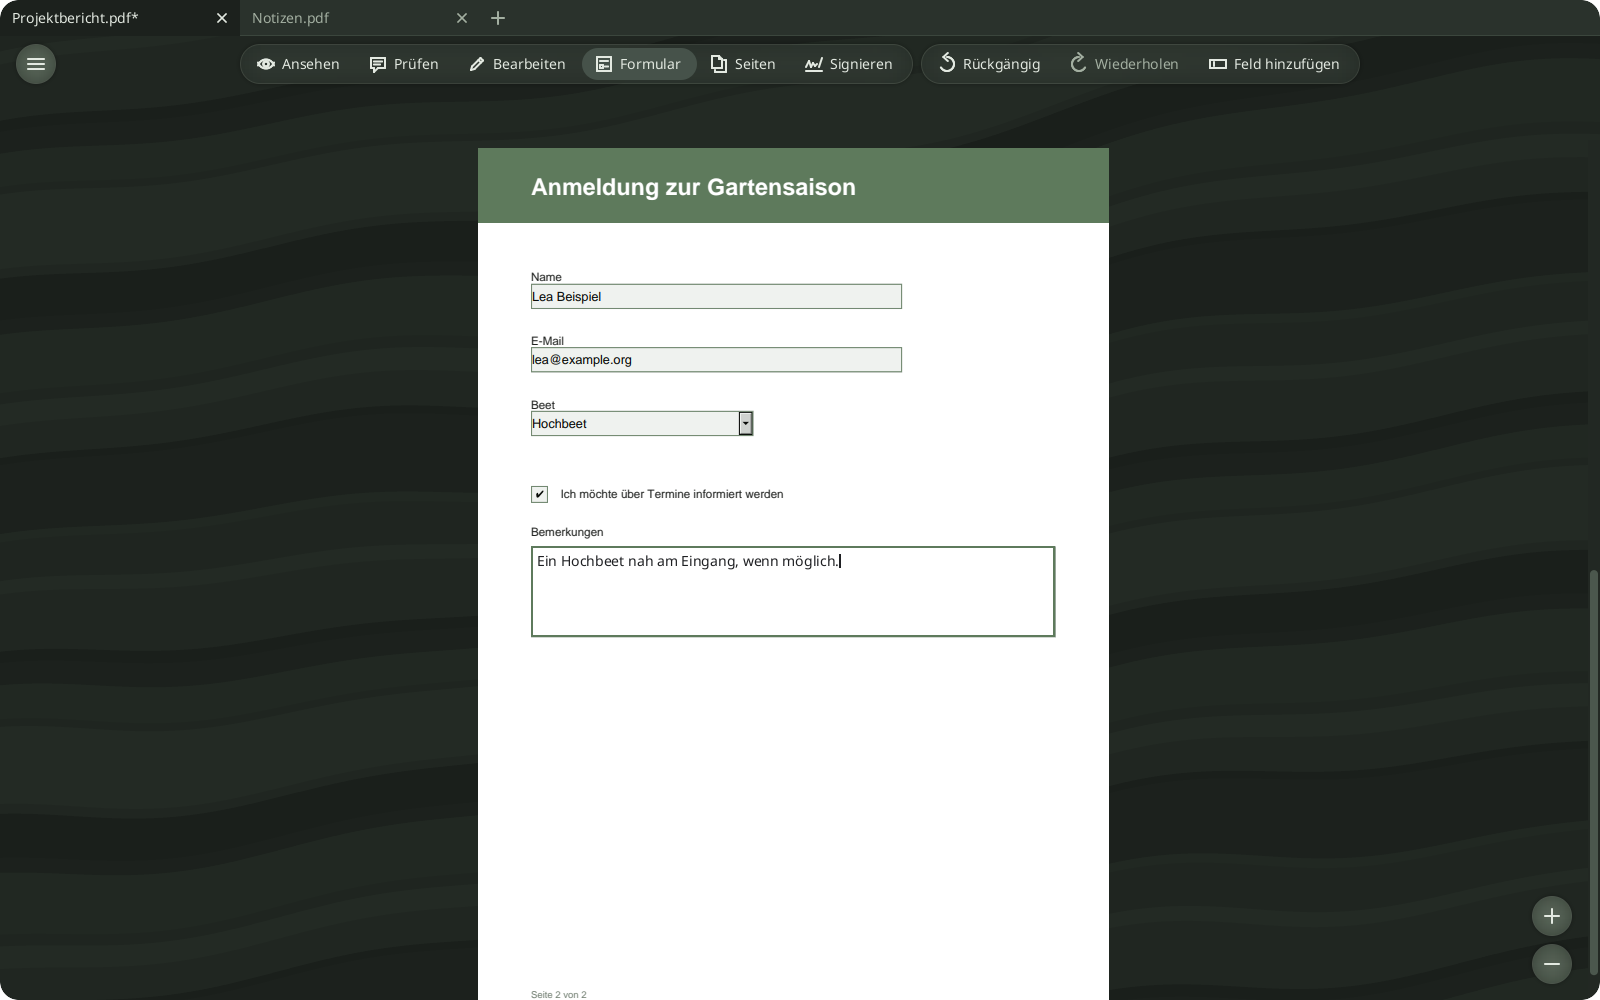 Projektbericht.pdf*
Notizen.pdf
Ansehen
Prüfen
Bearbeiten
Formular
Seiten
Signieren
Rückgängig
Wiederholen
Feld hinzufügen
Anmeldung zur Gartensaison
Name
Lea Beispiel
E-Mail
lea@example.org
Beet
Hochbeet
Ich möchte über Termine informiert werden
Bemerkungen
Ein Hochbeet nah am Eingang, wenn möglich.
Seite 2 von 2